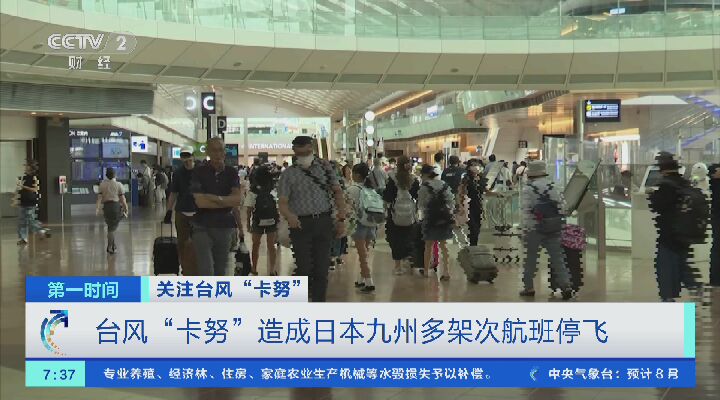 CCTV 2
财经
C
D
INTERNATIONAL
第一时间
关注台风“卡努”
台风“卡努”造成日本九州多架次航班停飞
7:37
专业养殖、经济林、住房、家庭农业生产机械等水毁损失予以补偿。
中央气象台：预计8月